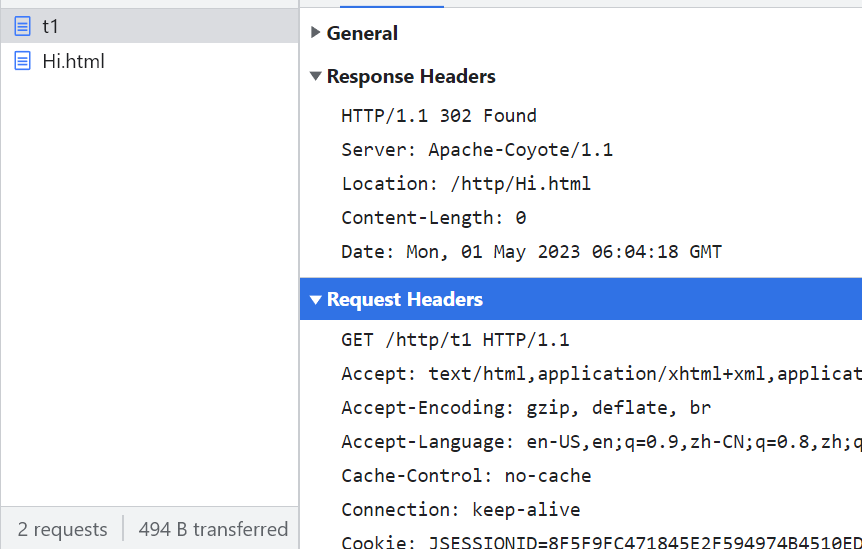 t1
Hi.html
2 requests
494 B transferred
General
Response Headers
HTTP/1.1 302 Found
Server: Apache-Coyote/1.1
Location: /http/Hi.html
Content-Length: 0
Date: Mon, 01 May 2023 06:04:18 GMT
Request Headers
GET /http/t1 HTTP/1.1
Accept: text/html,application/xhtml+xml,applicat
Accept-Encoding: gzip, deflate, br
Accept-Language: en-US,en;q=0.9,zh-CN;q=0.8,zh;q
Cache-Control: no-cache
Connection: keep-alive
Cookie: JSESSIONID=8F5F9FC471845E2F594974B4510ED